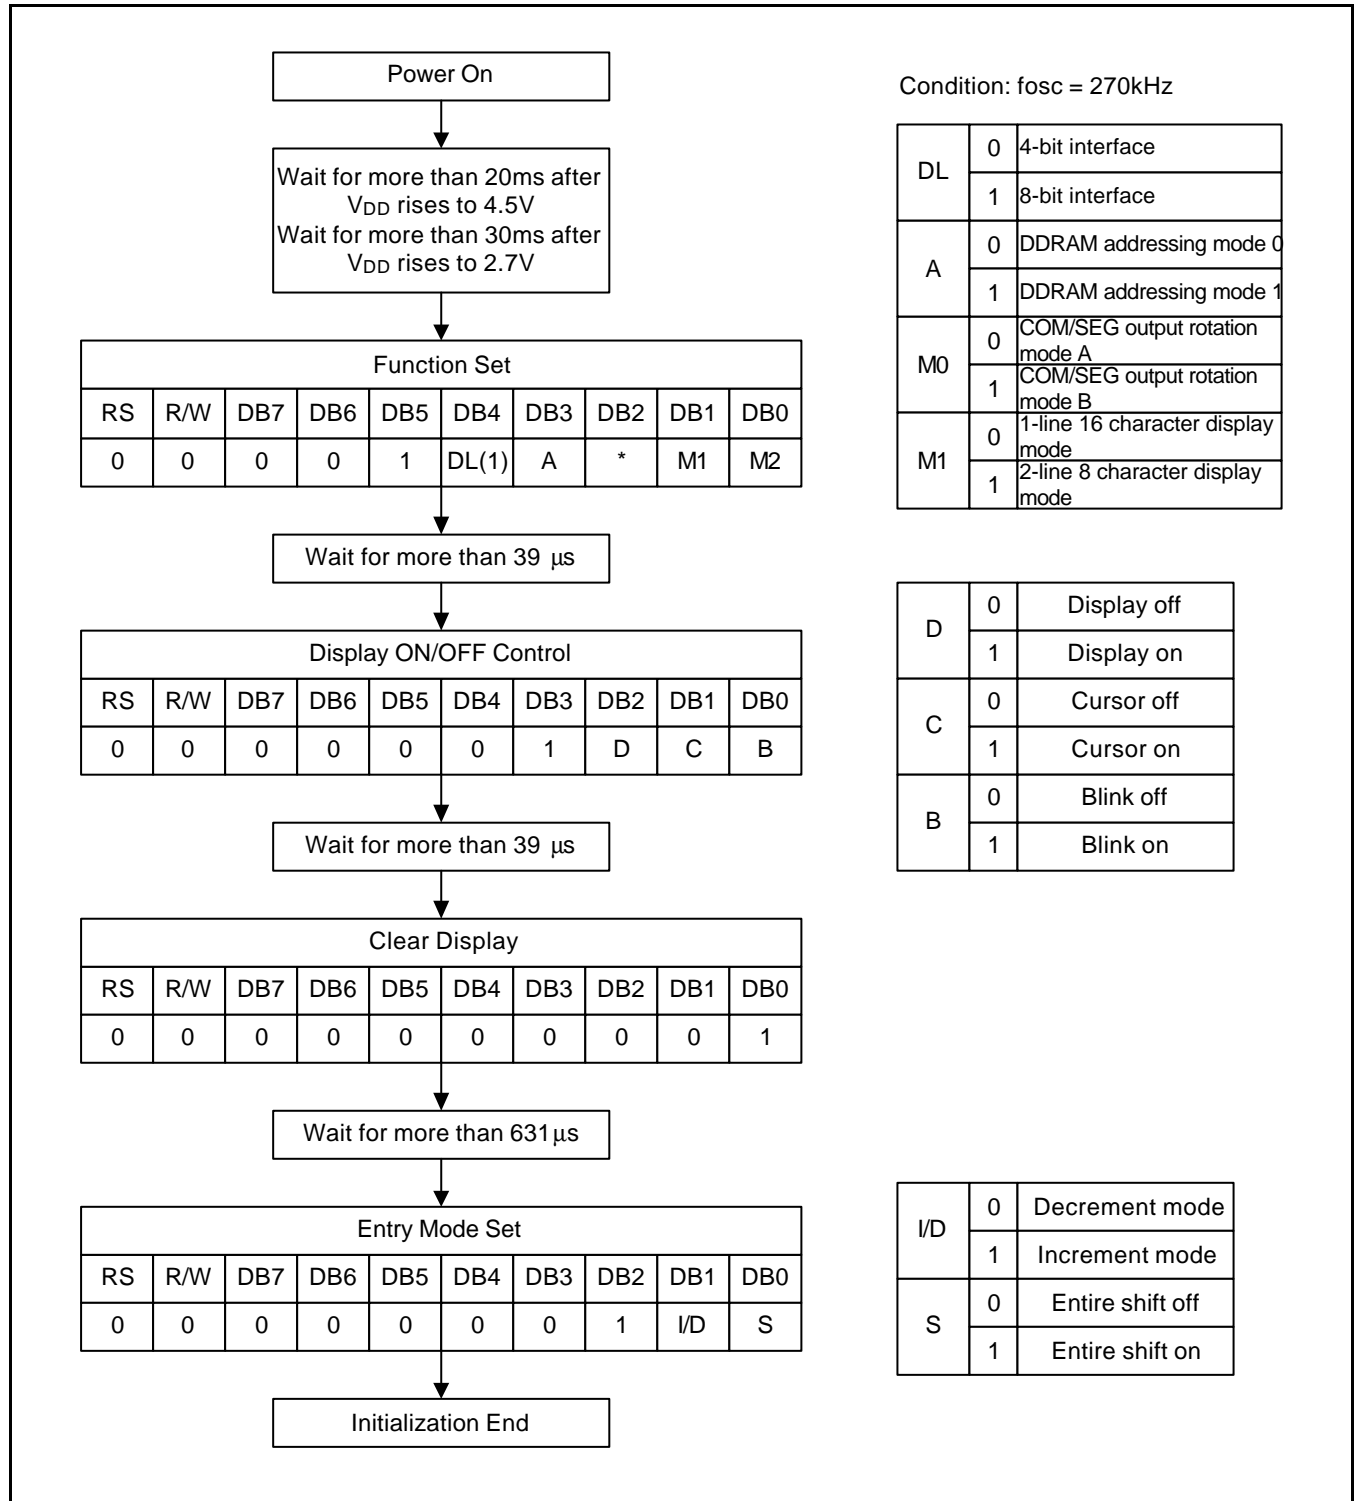 Power On
Wait for more than 20ms after
VDD rises to 4.5V
Wait for more than 30ms after
VDD rises to 2.7V
Function Set
RS R/W DB7 DB6 DB5 DB4 DB3 DB2 DB1 DB0
0 0 0 0 1 DL(1) A * M1 M2
Wait for more than 39 μs
Display ON/OFF Control
RS R/W DB7 DB6 DB5 DB4 DB3 DB2 DB1 DB0
0 0 0 0 0 0 1 D C B
Wait for more than 39 μs
Clear Display
RS R/W DB7 DB6 DB5 DB4 DB3 DB2 DB1 DB0
0 0 0 0 0 0 0 0 0 1
Wait for more than 631μs
Entry Mode Set
RS R/W DB7 DB6 DB5 DB4 DB3 DB2 DB1 DB0
0 0 0 0 0 0 0 1 I/D S
Initialization End
Condition: fosc = 270kHz
DL
0 4-bit interface
1 8-bit interface
A
0 DDRAM addressing mode 0
1 DDRAM addressing mode 1
M0
0 COM/SEG output rotation
mode A
1 COM/SEG output rotation
mode B
M1
0 1-line 16 character display
mode
1 2-line 8 character display
mode
D
0 Display off
1 Display on
C
0 Cursor off
1 Cursor on
B
0 Blink off
1 Blink on
I/D
0 Decrement mode
1 Increment mode
S
0 Entire shift off
1 Entire shift on